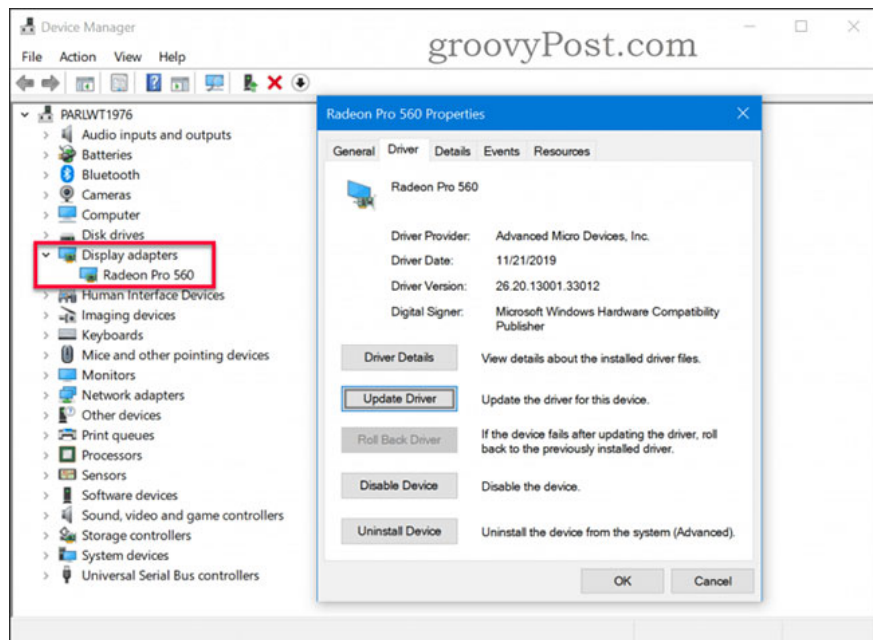 Device Manager
groovyPost.com
File Action View Help
PARLWT1976
Audio inputs and outputs
Batteries
Bluetooth
Cameras
Computer
Disk drives
Display adapters
Radeon Pro 560
Human Interface Devices
Imaging devices
Keyboards
Mice and other pointing devices
Monitors
Network adapters
Other devices
Print queues
Processors
Sensors
Software devices
Sound, video and game controllers
Storage controllers
System devices
Universal Serial Bus controllers
Radeon Pro 560 Properties
General Driver Details Events Resources
Radeon Pro 560
Driver Provider: Advanced Micro Devices, Inc.
Driver Date: 11/21/2019
Driver Version: 26.20.13001.33012
Digital Signer: Microsoft Windows Hardware Compatibility
Publisher
Driver Details View details about the installed driver files.
Update Driver Update the driver for this device.
Roll Back Driver If the device fails after updating the driver, roll
back to the previously installed driver.
Disable Device Disable the device.
Uninstall Device Uninstall the device from the system (Advanced).
OK Cancel